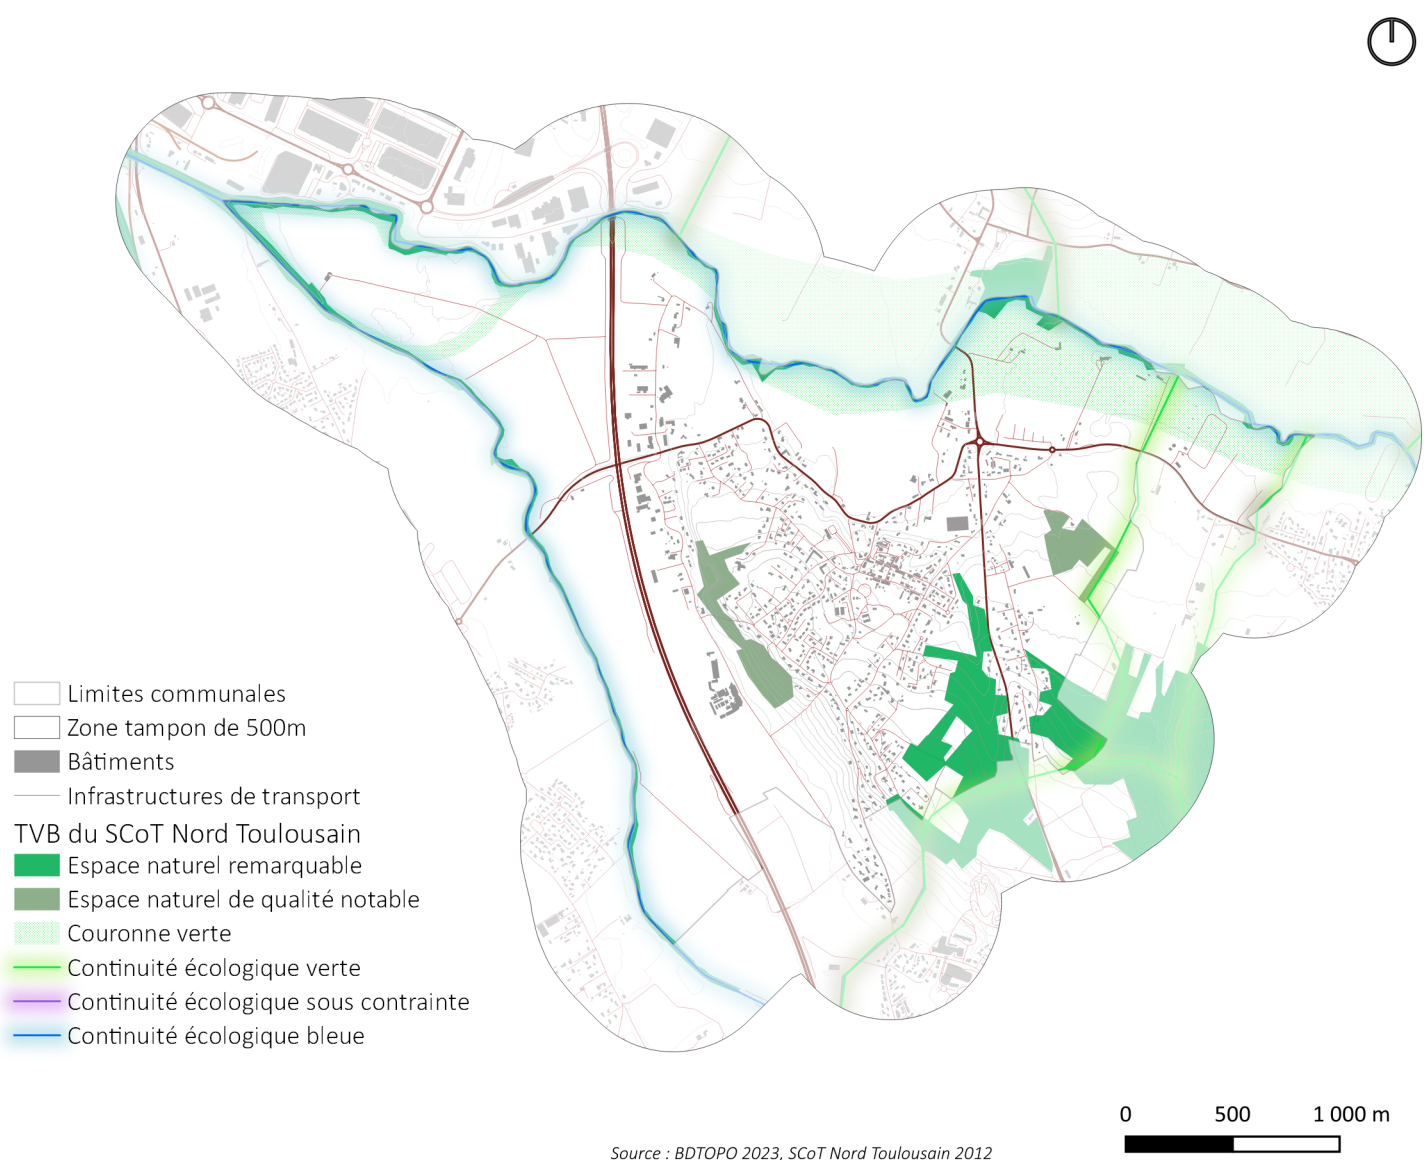 Limites communales
Zone tampon de 500m
Bâtiments
Infrastructures de transport
TVB du SCoT Nord Toulousain
Espace naturel remarquable
Espace naturel de qualité notable
Couronne verte
Continuité écologique verte
Continuité écologique sous contrainte
Continuité écologique bleue
0 500 1 000 m
Source : BDTOPO 2023, SCoT Nord Toulousain 2012